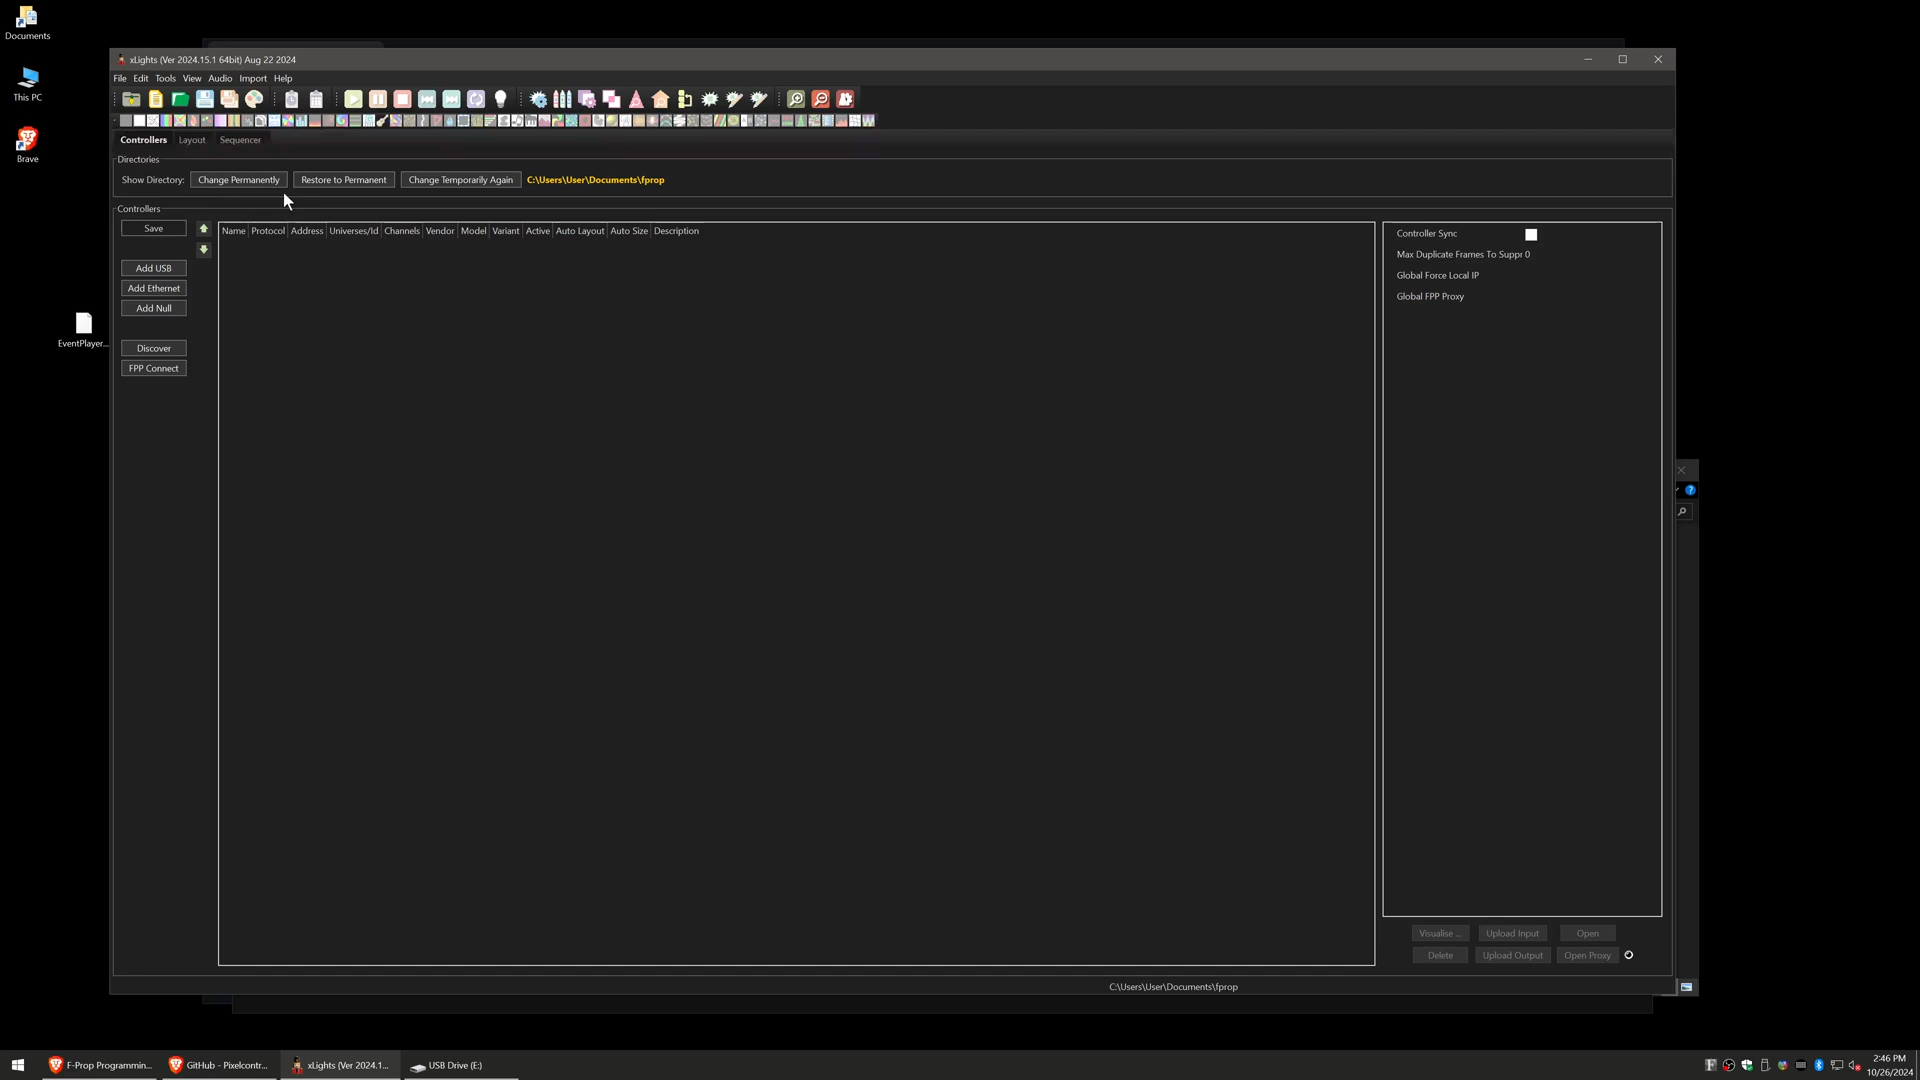 Documents
This PC
Brave
EventPlayer...
xLights (Ver 2024.15.1 64bit) Aug 22 2024
File Edit Tools View Audio Import Help
Controllers Layout Sequencer
Directories
Show Directory: Change Permanently Restore to Permanent Change Temporarily Again C:\Users\User\Documents\fprop
Controllers
Save
Add USB
Add Ethernet
Add Null
Discover
FPP Connect
Name Protocol Address Universes/Id Channels Vendor Model Variant Active Auto Layout Auto Size Description
Controller Sync
Max Duplicate Frames To Suppr 0
Global Force Local IP
Global FPP Proxy
Visualise ... Upload Input Open
Delete Upload Output Open Proxy
C:\Users\User\Documents\fprop
F-Prop Programmin... GitHub - Pixelcontr... xLights (Ver 2024.1... USB Drive (E:)
2:46 PM
10/26/2024